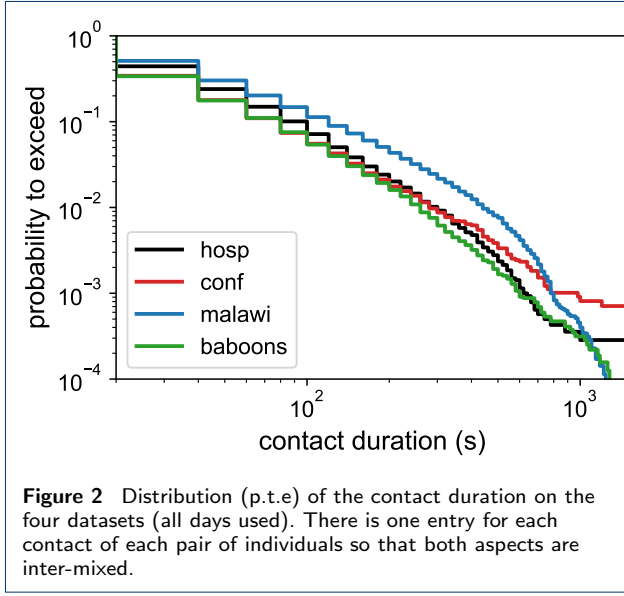 10^0
10^-1
10^-2
10^-3
10^-4
probability to exceed
hosp
conf
malawi
baboons
10^2
10^3
contact duration (s)
Figure 2 Distribution (p.t.e) of the contact duration on the
four datasets (all days used). There is one entry for each
contact of each pair of individuals so that both aspects are
inter-mixed.